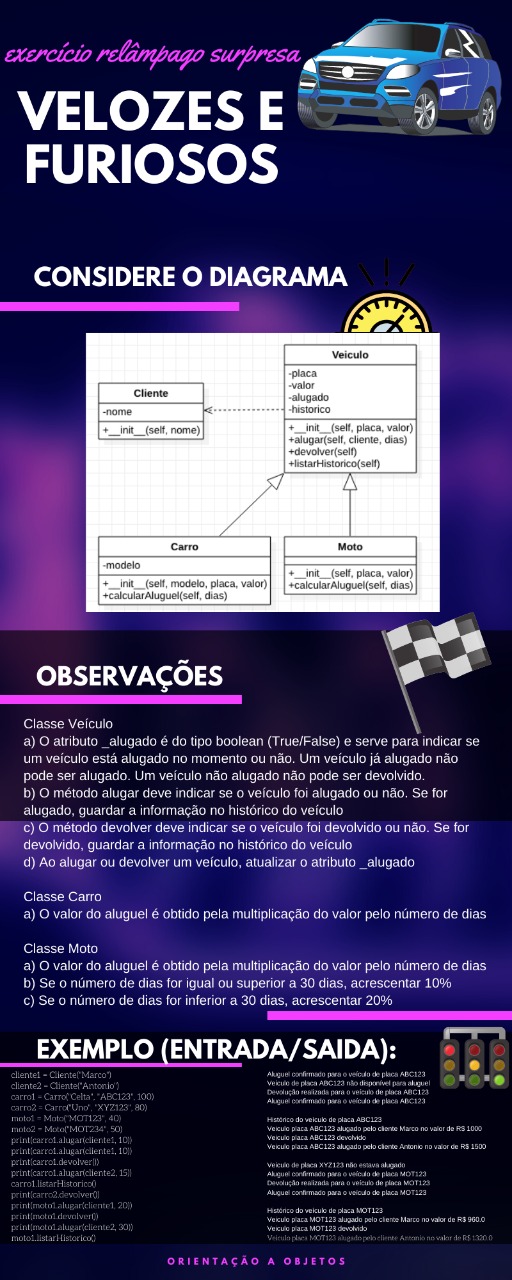 exercício relâmpago surpresa
VELOZES E
FURIOSOS
CONSIDERE O DIAGRAMA
Veiculo
-placa
-valor
-alugado
-historico
+__init__(self, placa, valor)
+alugar(self, cliente, dias)
+devolver(self)
+listarHistorico(self)
Cliente
-nome
+__init__(self, nome)
Carro
-modelo
+__init__(self, modelo, placa, valor)
+calcularAluguel(self, dias)
Moto
+__init__(self, placa, valor)
+calcularAluguel(self, dias)
OBSERVAÇÕES
Classe Veículo
a) O atributo _alugado é do tipo boolean (True/False) e serve para indicar se
um veículo está alugado no momento ou não. Um veículo já alugado não
pode ser alugado. Um veículo não alugado não pode ser devolvido.
b) O método alugar deve indicar se o veículo foi alugado ou não. Se for
alugado, guardar a informação no histórico do veículo
c) O método devolver deve indicar se o veículo foi devolvido ou não. Se for
devolvido, guardar a informação no histórico do veículo
d) Ao alugar ou devolver um veículo, atualizar o atributo _alugado
Classe Carro
a) O valor do aluguel é obtido pela multiplicação do valor pelo número de dias
Classe Moto
a) O valor do aluguel é obtido pela multiplicação do valor pelo número de dias
b) Se o número de dias for igual ou superior a 30 dias, acrescentar 10%
c) Se o número de dias for inferior a 30 dias, acrescentar 20%
EXEMPLO (ENTRADA/SAIDA):
cliente1 = Cliente("Marco")
cliente2 = Cliente("Antonio")
carro1 = Carro("Celta", "ABC123", 100)
carro2 = Carro("Uno", "XYZ123", 80)
moto1 = Moto("MOT123", 40)
moto2 = Moto("MOT234", 50)
print(carro1.alugar(cliente1, 10))
print(carro1.alugar(cliente1, 10))
print(carro1.devolver())
print(carro1.alugar(cliente2, 15))
carro1.listarHistorico()
print(carro2.devolver())
print(moto1.alugar(cliente1, 20))
print(moto1.devolver())
print(moto1.alugar(cliente2, 30))
moto1.listarHistorico()
Aluguel confirmado para o veículo de placa ABC123
Veiculo de placa ABC123 não disponível para aluguel
Devolução realizada para o veículo de placa ABC123
Aluguel confirmado para o veículo de placa ABC123
Histórico do veiculo de placa ABC123
Veiculo placa ABC123 alugado pelo cliente Marco no valor de R$ 1000
Veiculo placa ABC123 devolvido
Veiculo placa ABC123 alugado pelo cliente Antonio no valor de R$ 1500
Veiculo de placa XYZ123 não estava alugado
Aluguel confirmado para o veículo de placa MOT123
Devolução realizada para o veículo de placa MOT123
Aluguel confirmado para o veículo de placa MOT123
Histórico do veiculo de placa MOT123
Veiculo placa MOT123 alugado pelo cliente Marco no valor de R$ 960.0
Veiculo placa MOT123 devolvido
Veiculo placa MOT123 alugado pelo cliente Antonio no valor de R$ 1320.0
ORIENTAÇÃO A OBJETOS